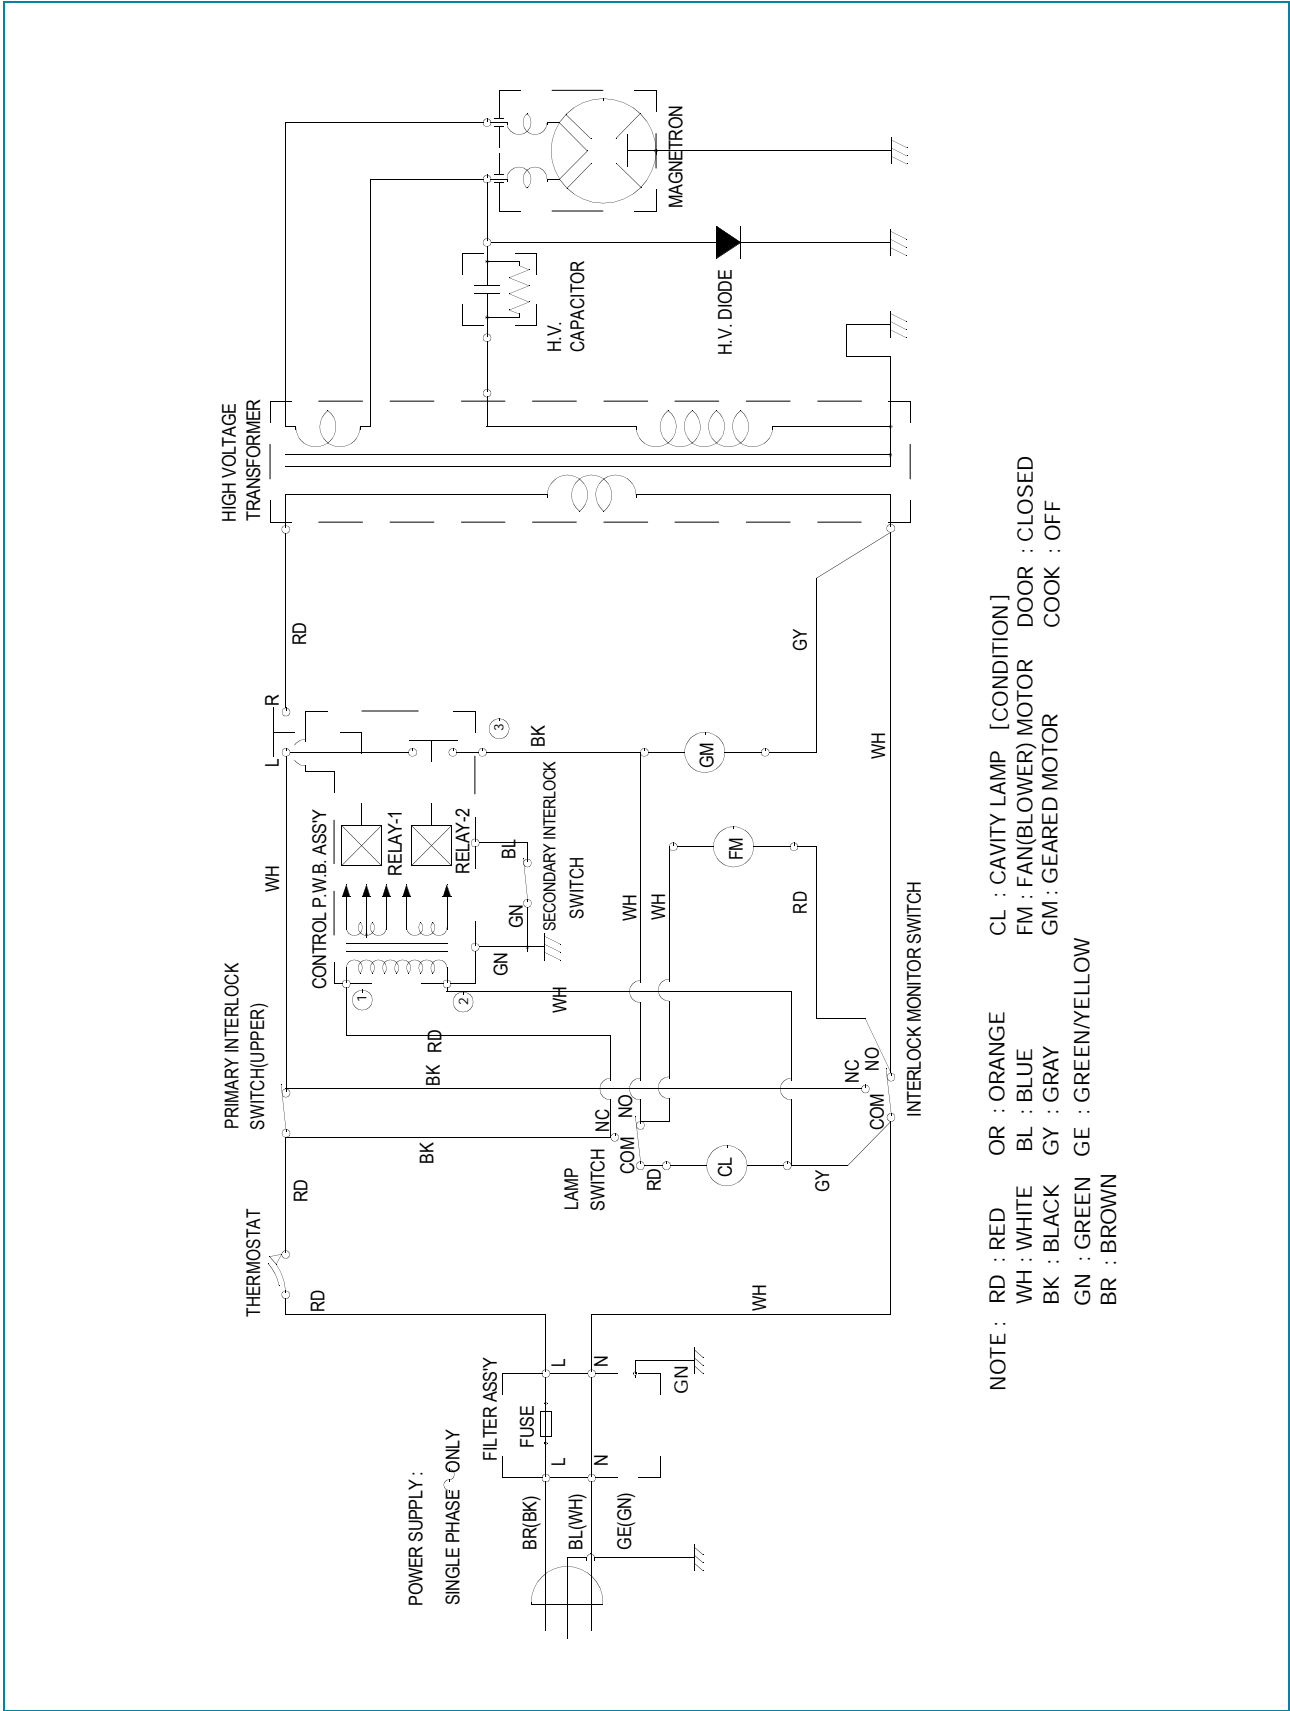 HIGH VOLTAGE
TRANSFORMER
MAGNETRON
H.V.
CAPACITOR
H.V. DIODE
RD
GY
WH
L
R
3
BK
GM
WH
CONTROL P.W.B. ASS'Y
RELAY-1
RELAY-2
BL
GN
SECONDARY INTERLOCK
SWITCH
GN
1
2
WH
WH
WH
FM
RD
PRIMARY INTERLOCK
SWITCH(UPPER)
BK
RD
BK
NC
NO
COM
LAMP
SWITCH
RD
CL
GY
NC
NO
COM
INTERLOCK MONITOR SWITCH
THERMOSTAT
RD
RD
WH
POWER SUPPLY :
SINGLE PHASE ONLY
FILTER ASS'Y
FUSE
L
N
L
N
GN
BR(BK)
BL(WH)
GE(GN)
NOTE : RD : RED OR : ORANGE CL : CAVITY LAMP [CONDITION]
WH : WHITE BL : BLUE FM : FAN(BLOWER) MOTOR DOOR : CLOSED
BK : BLACK GY : GRAY GM : GEARED MOTOR COOK : OFF
GN : GREEN GE : GREEN/YELLOW
BR : BROWN